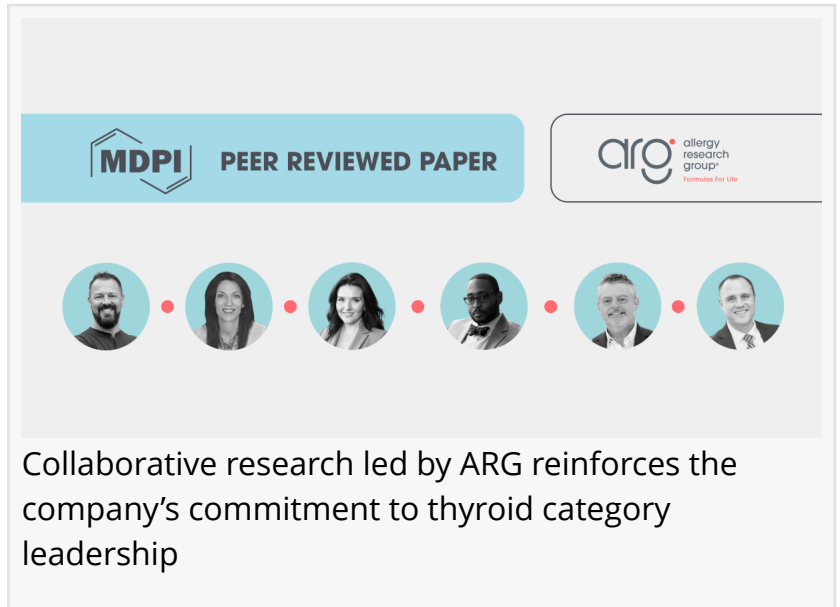 MDPI PEER REVIEWED PAPER
arg allergy
research
group®
Formulas For Life
Collaborative research led by ARG reinforces the
company’s commitment to thyroid category
leadership